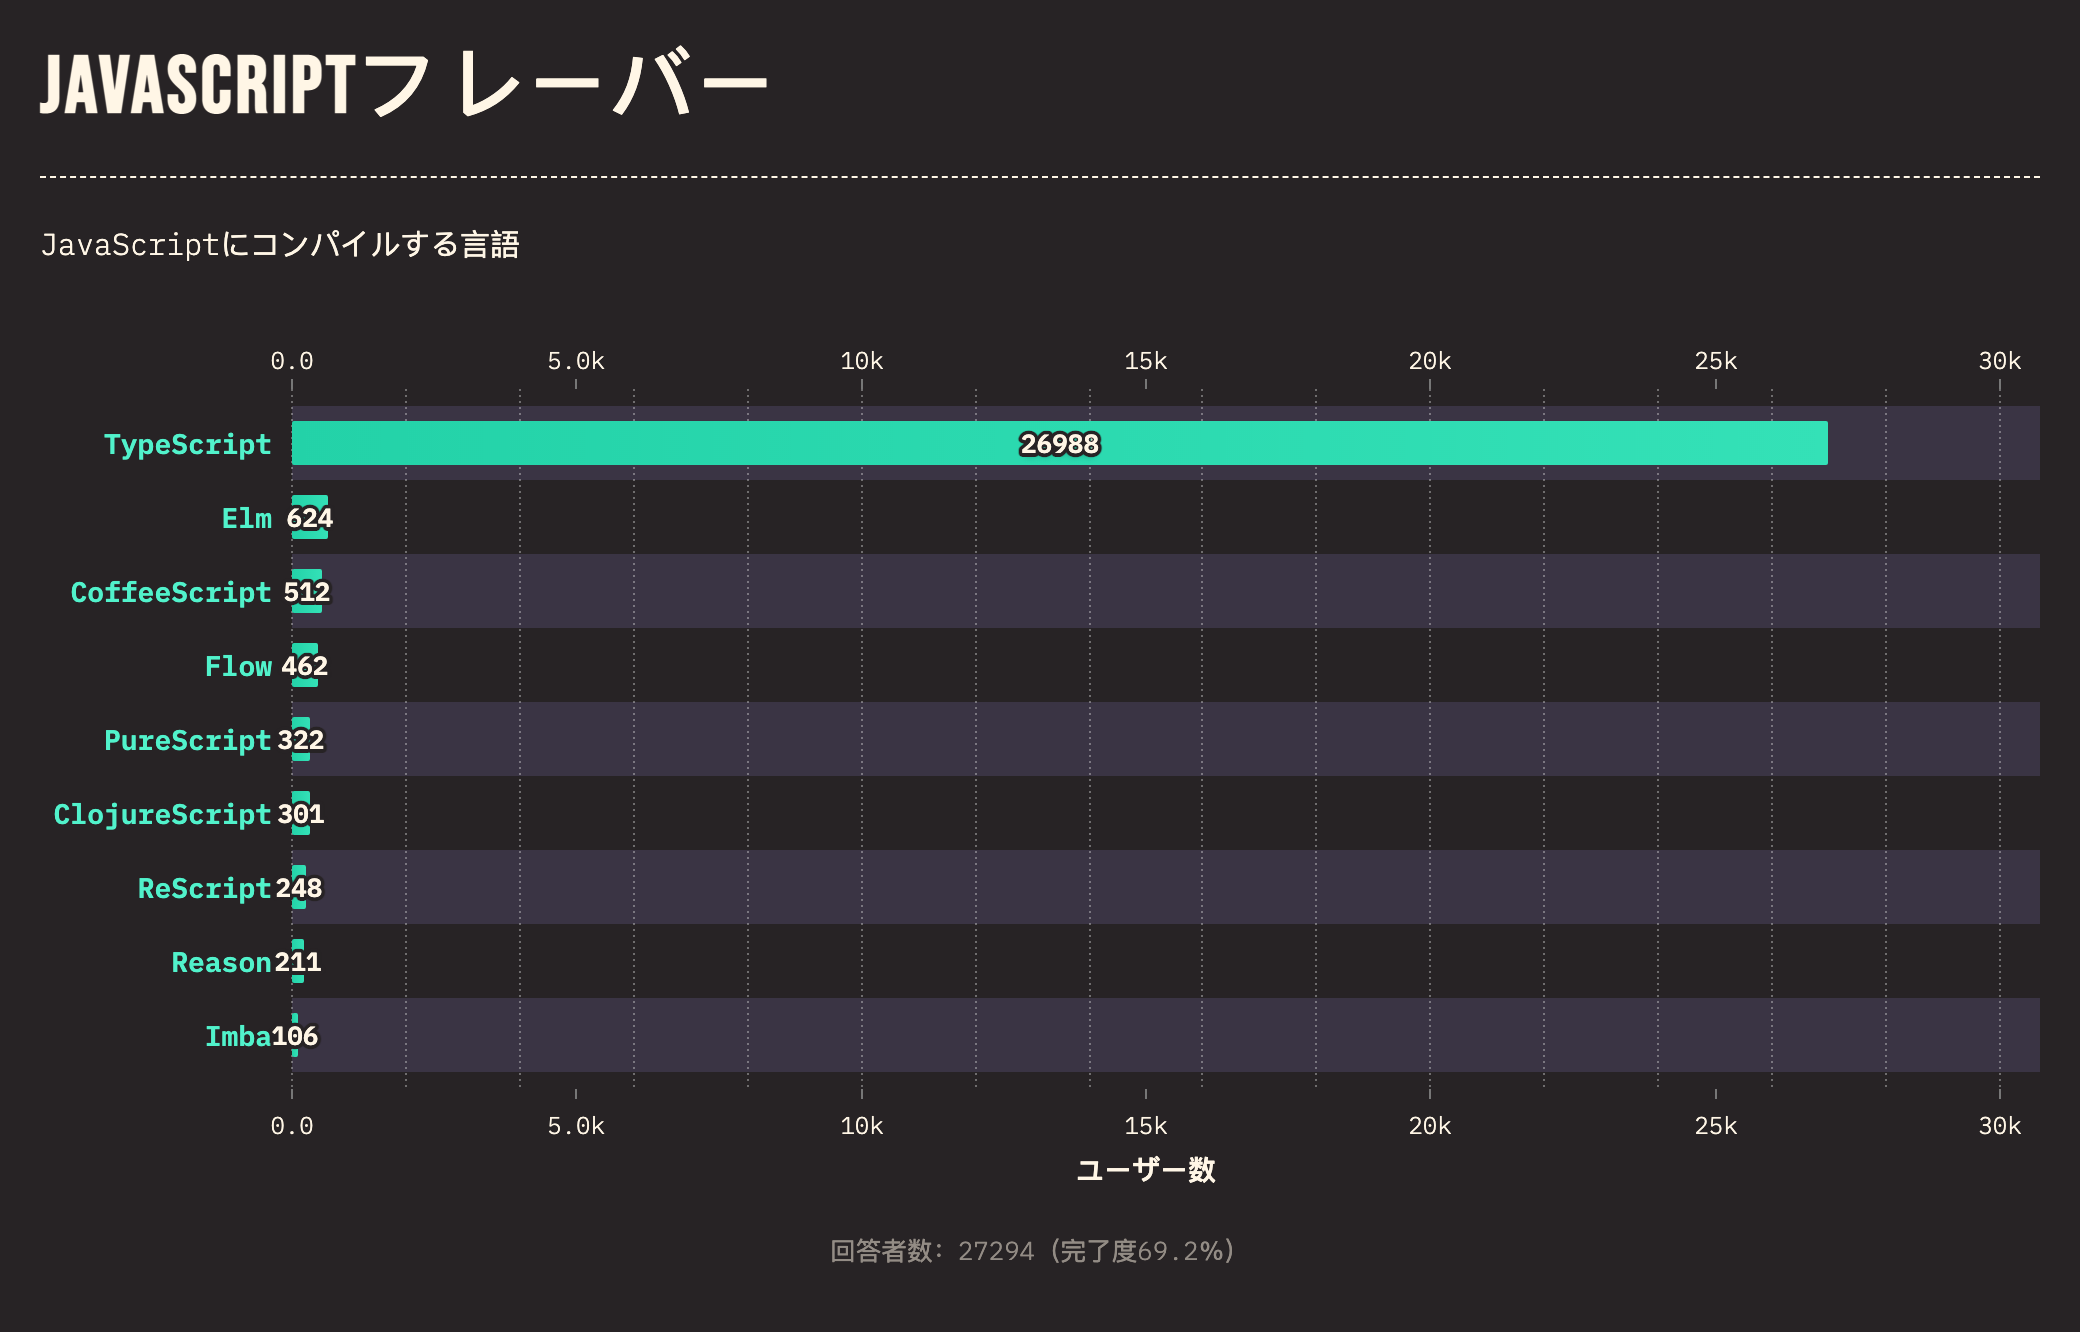 JAVASCRIPTフレーバー
JavaScriptにコンパイルする言語
0.0 5.0k 10k 15k 20k 25k 30k
TypeScript 26988
Elm 624
CoffeeScript 512
Flow 462
PureScript 322
ClojureScript 301
ReScript 248
Reason 211
Imba 106
0.0 5.0k 10k 15k 20k 25k 30k
ユーザー数
回答者数: 27294 (完了度69.2%)